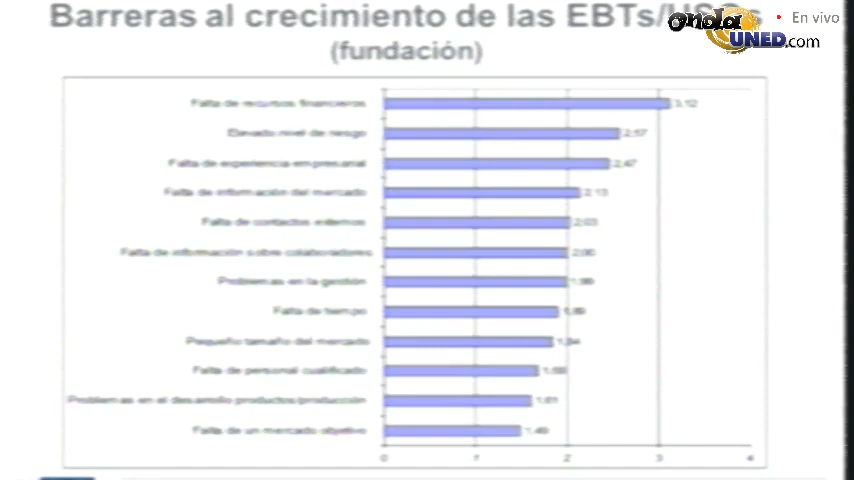 Barreras al crecimiento de las EBTs/
(fundación)
onda
UNED.com
• En vivo
Falta de recursos financieros 3,12
Elevado nivel de riesgo 2,57
Falta de experiencia empresarial 2,47
Falta de información del mercado 2,13
Falta de contactos externos 2,03
Falta de información sobre colaboradores 2,00
Problemas en la gestión 1,99
Falta de tiempo 1,89
Pequeño tamaño del mercado 1,84
Falta de personal cualificado
Problemas en el desarrollo productos/producción 1,61
Falta de un mercado objetivo 1,49
0 1 2 3 4